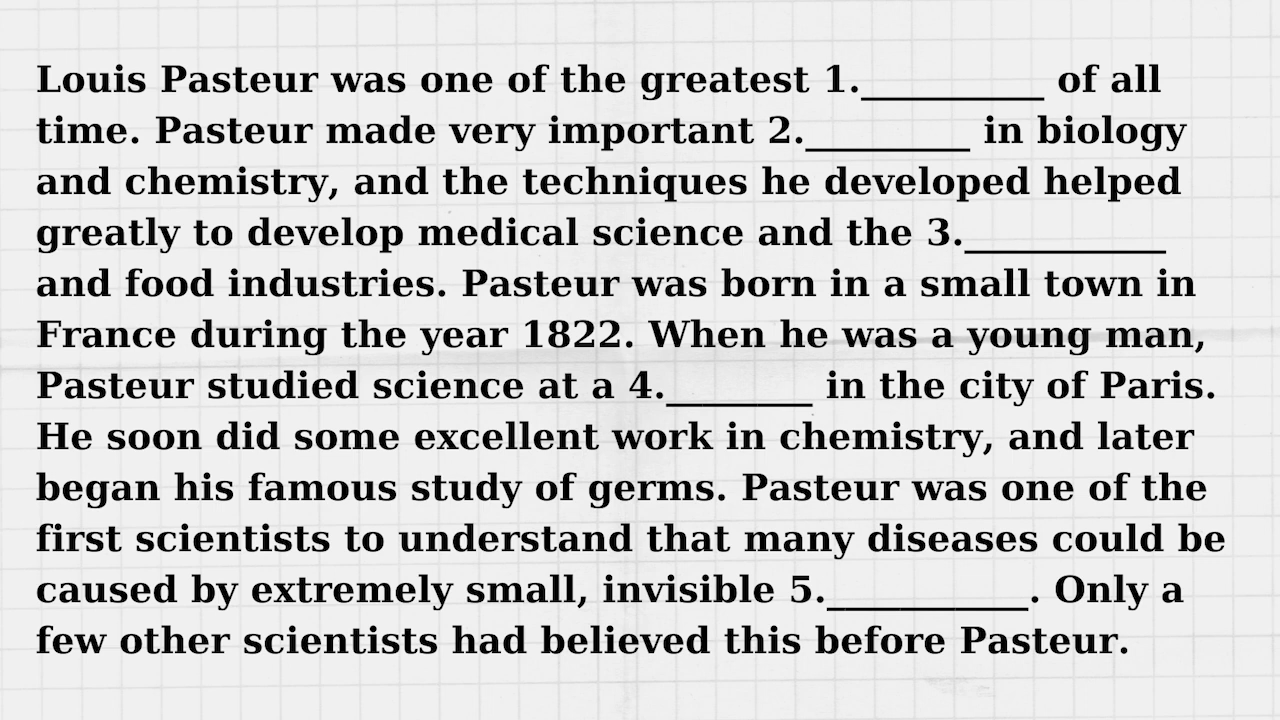 Louis Pasteur was one of the greatest 1.__________ of all
time. Pasteur made very important 2._________ in biology
and chemistry, and the techniques he developed helped
greatly to develop medical science and the 3.___________
and food industries. Pasteur was born in a small town in
France during the year 1822. When he was a young man,
Pasteur studied science at a 4.________ in the city of Paris.
He soon did some excellent work in chemistry, and later
began his famous study of germs. Pasteur was one of the
first scientists to understand that many diseases could be
caused by extremely small, invisible 5.___________. Only a
few other scientists had believed this before Pasteur.